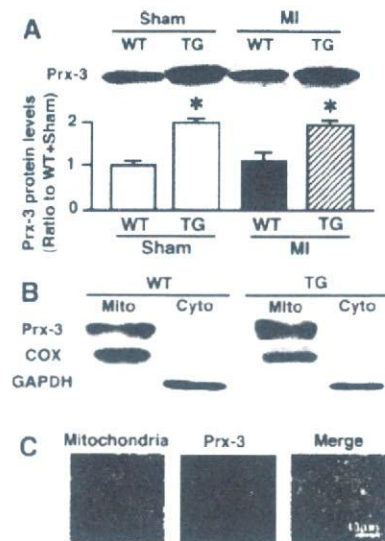 A
Sham MI
WT TG WT TG
Prx-3
Prx-3 protein levels
(Ratio to WT+Sham)
2
1
0
* *
WT TG WT TG
Sham MI
B
WT TG
Mito Cyto Mito Cyto
Prx-3
COX
GAPDH
C
Mitochondria Prx-3 Merge